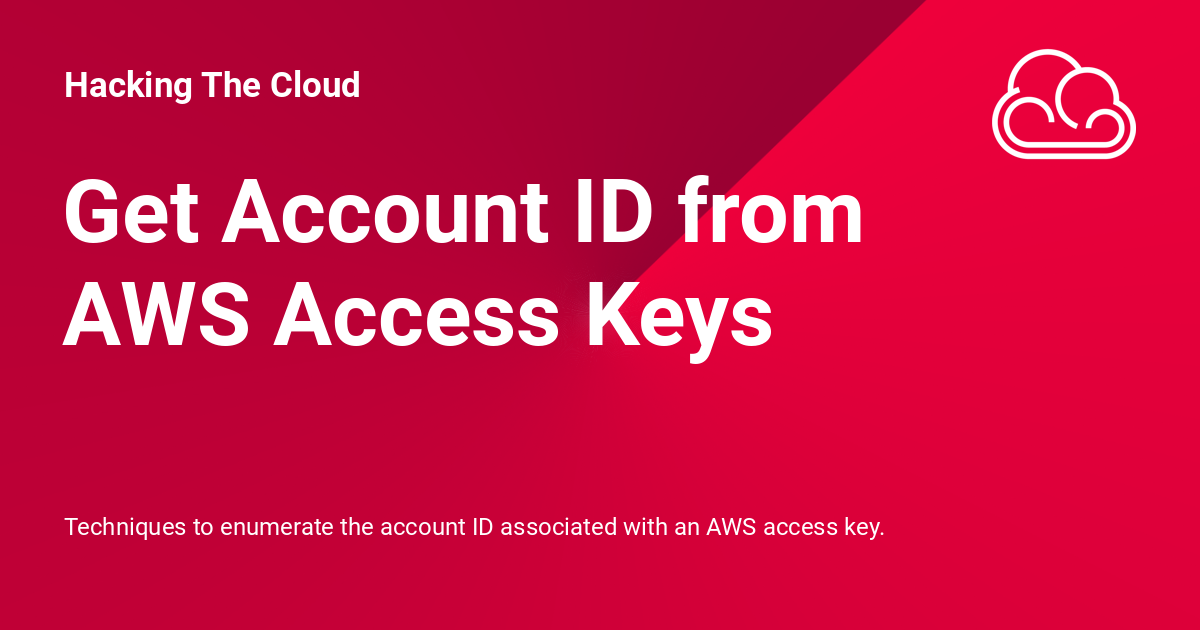 Hacking The Cloud
Get Account ID from
AWS Access Keys
Techniques to enumerate the account ID associated with an AWS access key.